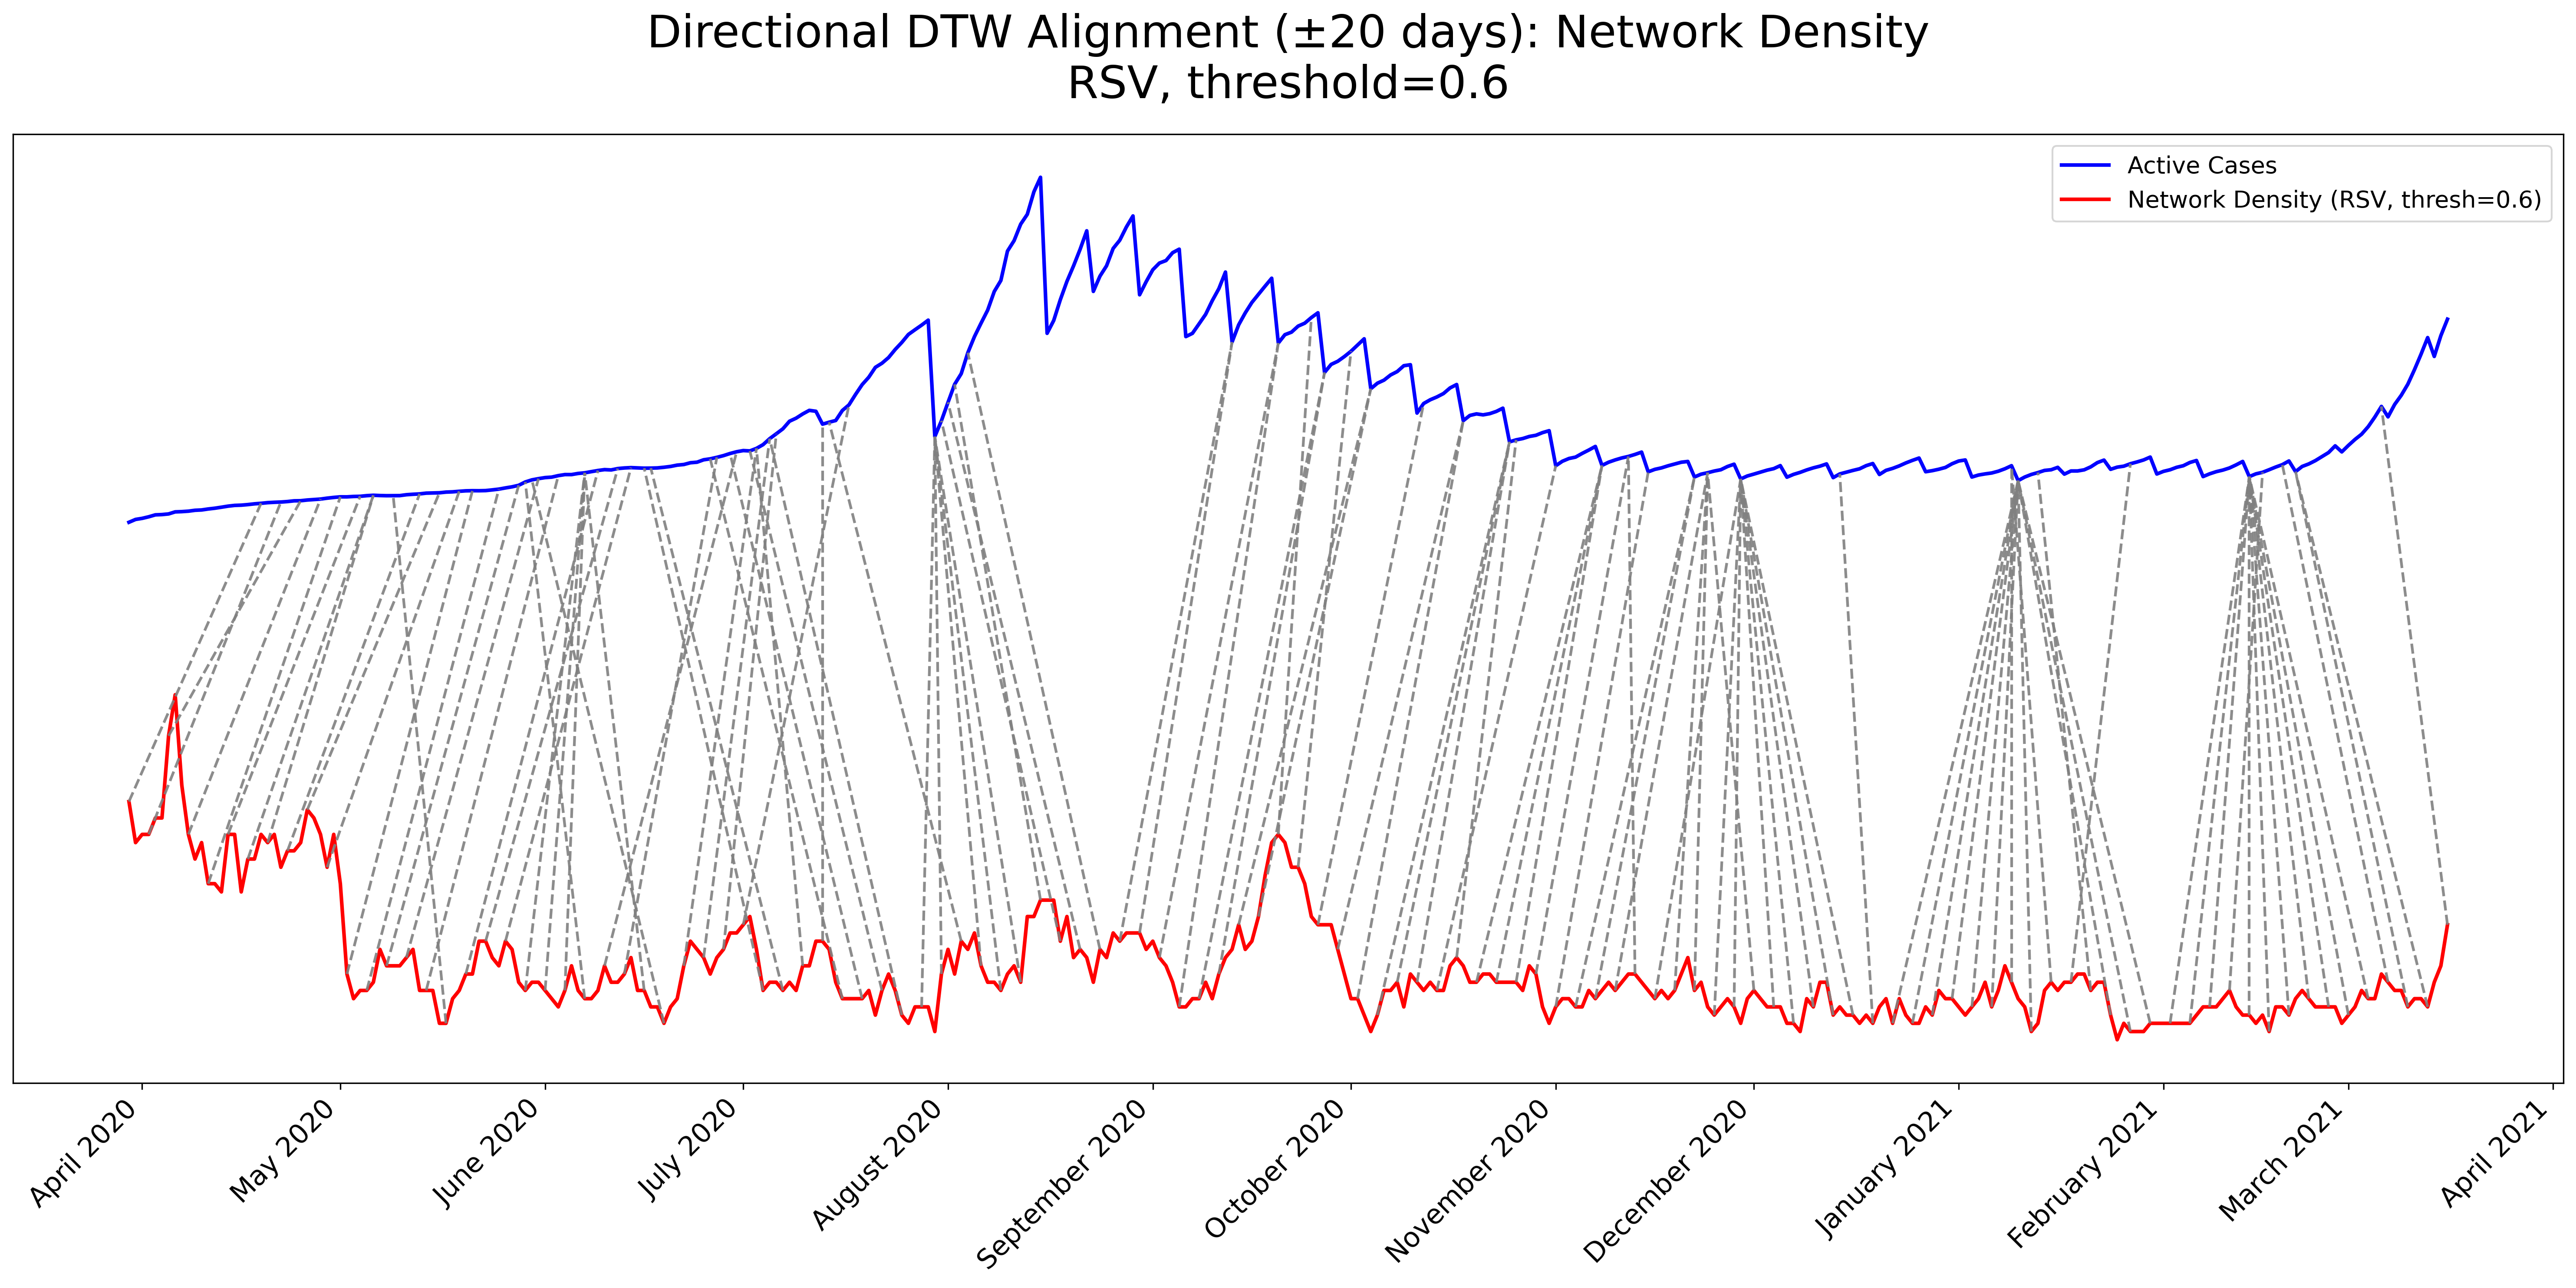 Directional DTW Alignment (±20 days): Network Density
RSV, threshold=0.6
Active Cases
Network Density (RSV, thresh=0.6)
April 2020
May 2020
June 2020
July 2020
August 2020
September 2020
October 2020
November 2020
December 2020
January 2021
February 2021
March 2021
April 2021